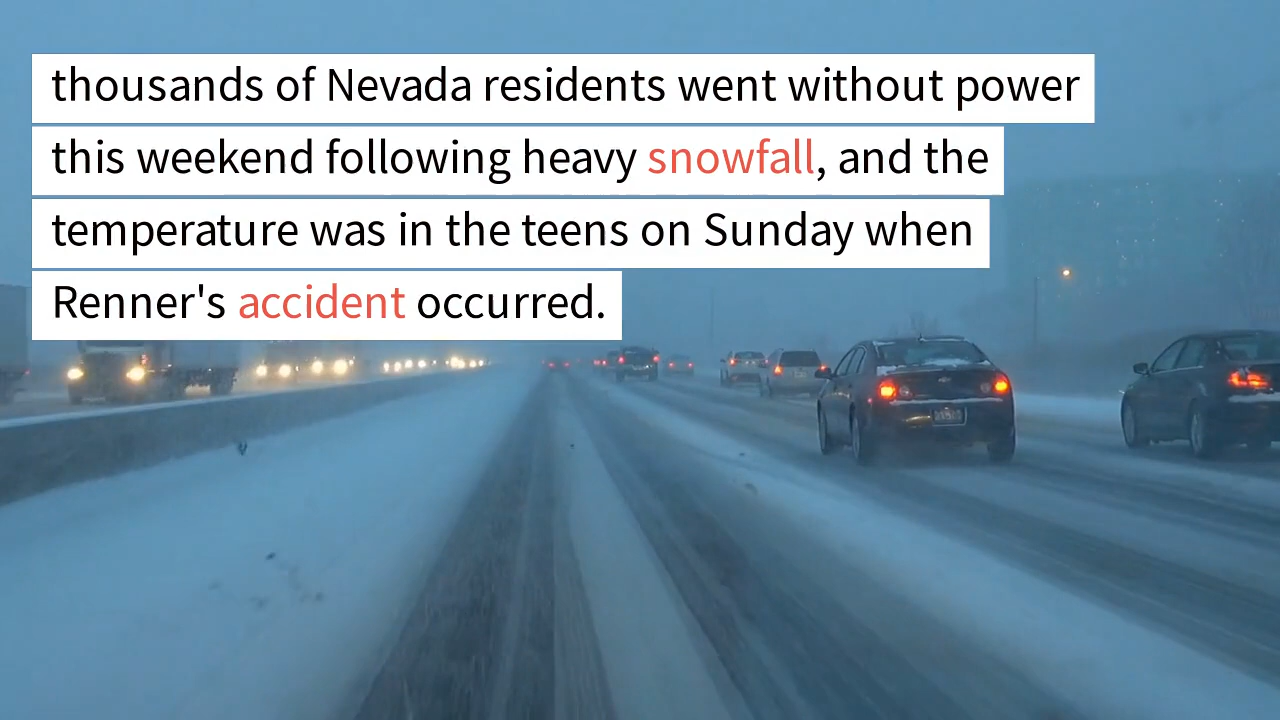 thousands of Nevada residents went without power
this weekend following heavy snowfall, and the
temperature was in the teens on Sunday when
Renner's accident occurred.